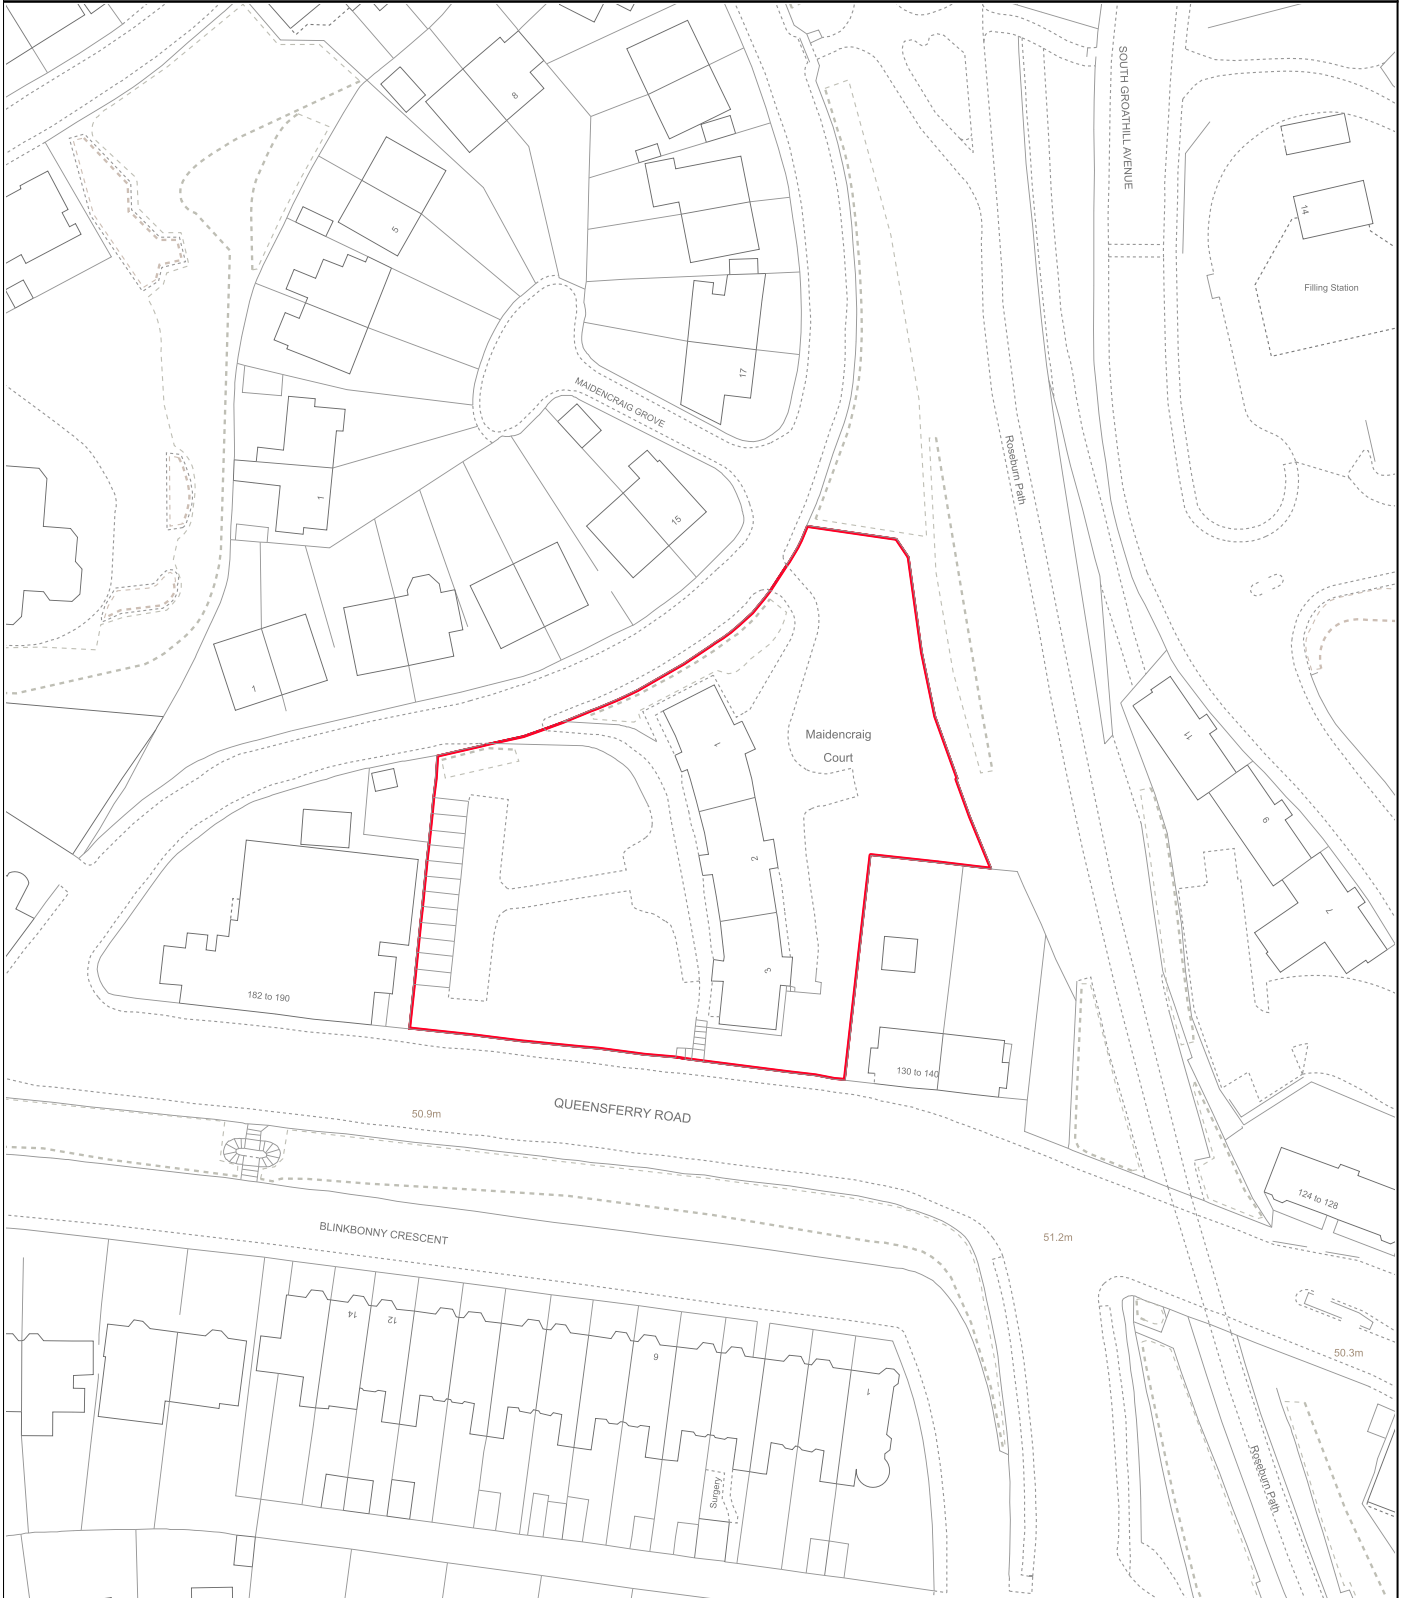 8
SOUTH GROATHILL AVENUE
14
5
Filling Station
17
MAIDENCRAIG GROVE
Roseburn Path
1
15
1
11
1
Maidencraig
Court
9
2
7
3
182 to 190
130 to 140
50.9m
QUEENSFERRY ROAD
124 to 128
BLINKBONNY CRESCENT
51.2m
14
12
9
50.3m
1
Surgery
Roseburn Path